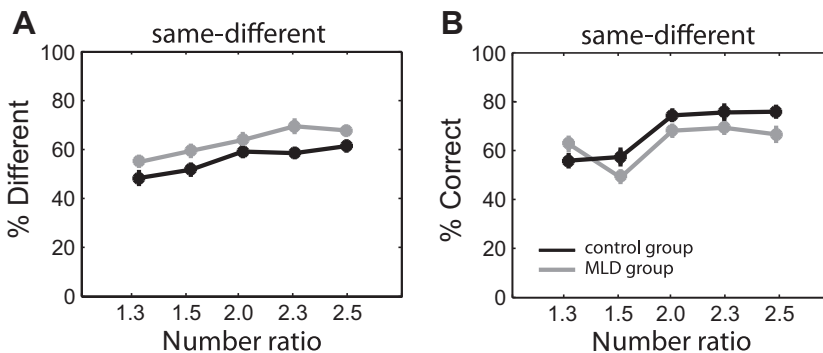 A
same-different
% Different
100
80
60
40
20
0
1.3 1.5 2.0 2.3 2.5
Number ratio
B
same-different
% Correct
100
80
60
40
20
0
control group
MLD group
1.3 1.5 2.0 2.3 2.5
Number ratio